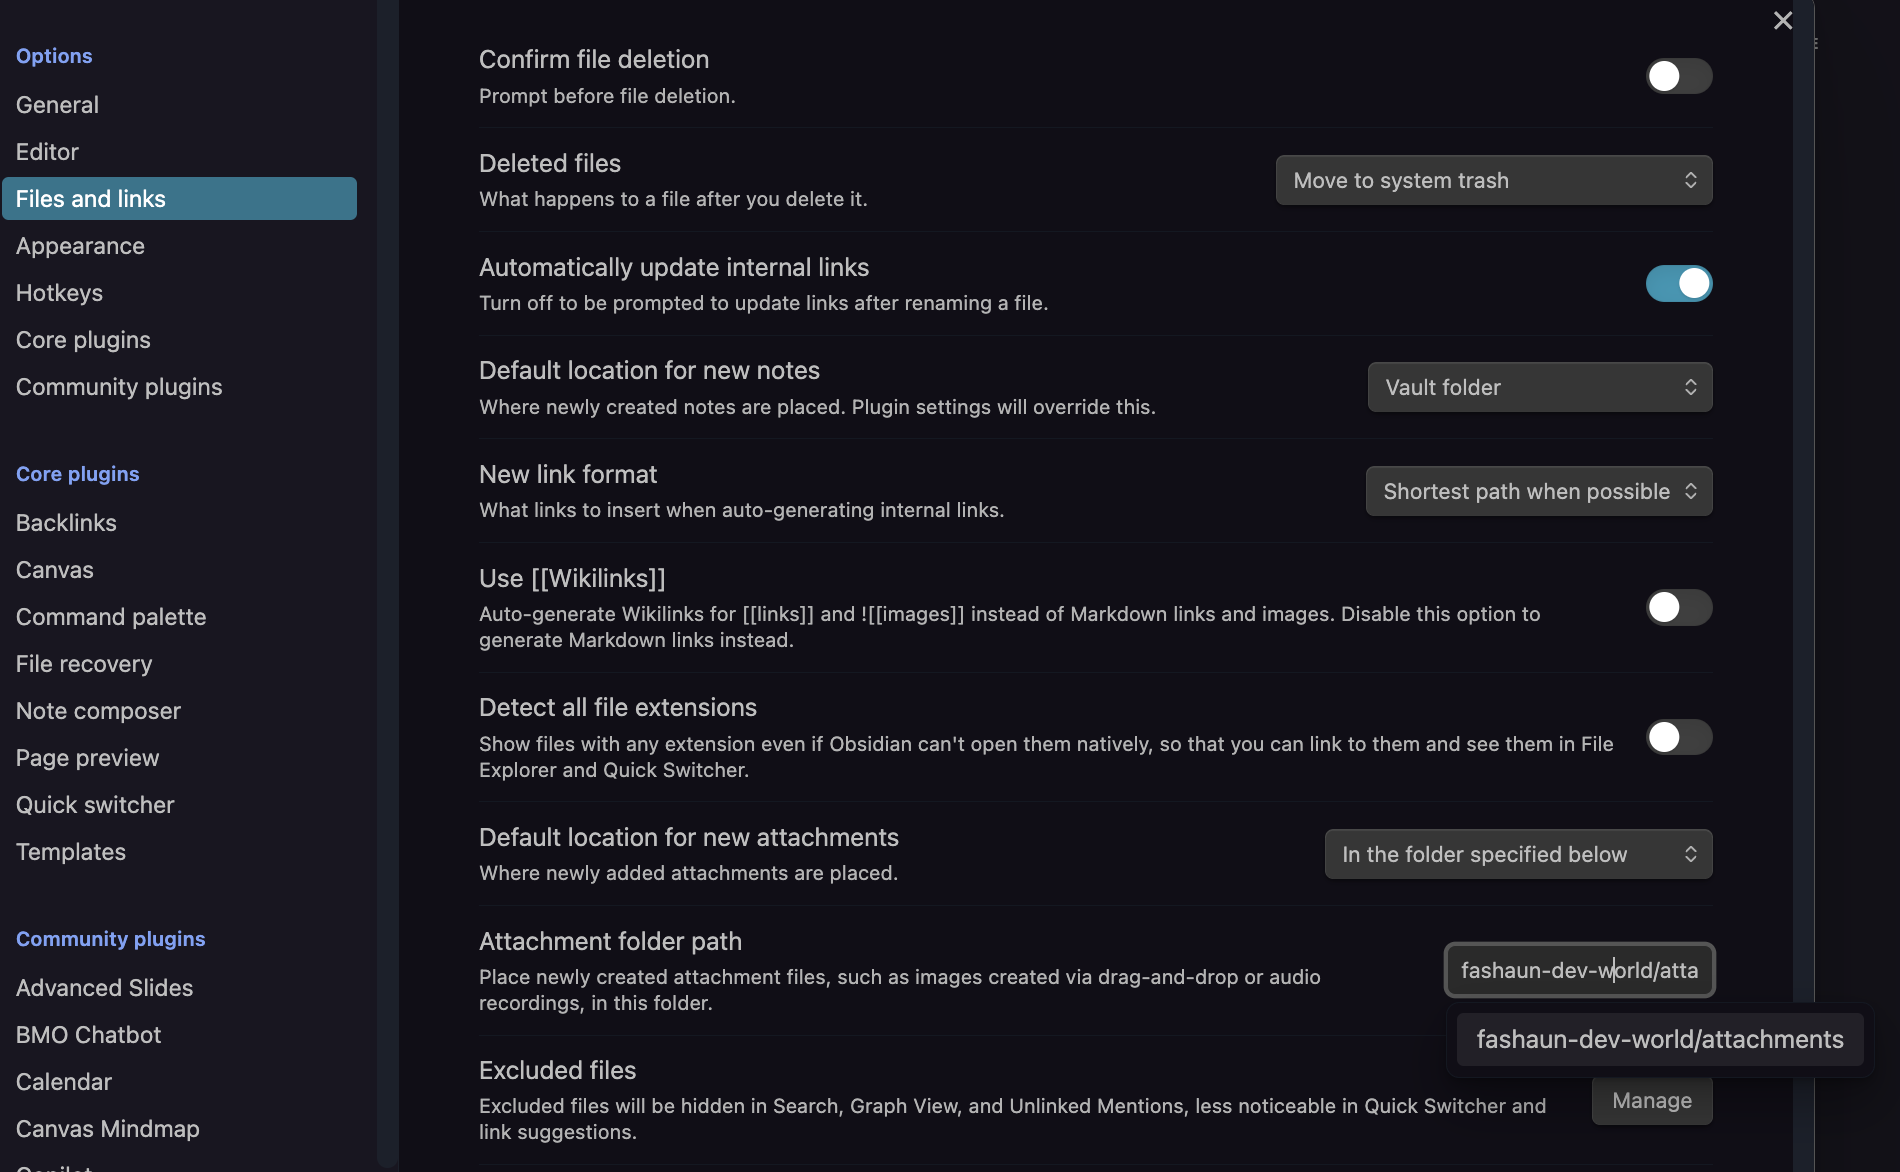 Options
General
Editor
Files and links
Appearance
Hotkeys
Core plugins
Community plugins
Core plugins
Backlinks
Canvas
Command palette
File recovery
Note composer
Page preview
Quick switcher
Templates
Community plugins
Advanced Slides
BMO Chatbot
Calendar
Canvas Mindmap
Copilot
Confirm file deletion
Prompt before file deletion.
Deleted files
What happens to a file after you delete it.
Move to system trash
Automatically update internal links
Turn off to be prompted to update links after renaming a file.
Default location for new notes
Where newly created notes are placed. Plugin settings will override this.
Vault folder
New link format
What links to insert when auto-generating internal links.
Shortest path when possible
Use [[Wikilinks]]
Auto-generate Wikilinks for [[links]] and ![[images]] instead of Markdown links and images. Disable this option to
generate Markdown links instead.
Detect all file extensions
Show files with any extension even if Obsidian can't open them natively, so that you can link to them and see them in File
Explorer and Quick Switcher.
Default location for new attachments
Where newly added attachments are placed.
In the folder specified below
Attachment folder path
Place newly created attachment files, such as images created via drag-and-drop or audio
recordings, in this folder.
fashaun-dev-world/atta
fashaun-dev-world/attachments
Excluded files
Excluded files will be hidden in Search, Graph View, and Unlinked Mentions, less noticeable in Quick Switcher and
link suggestions.
Manage